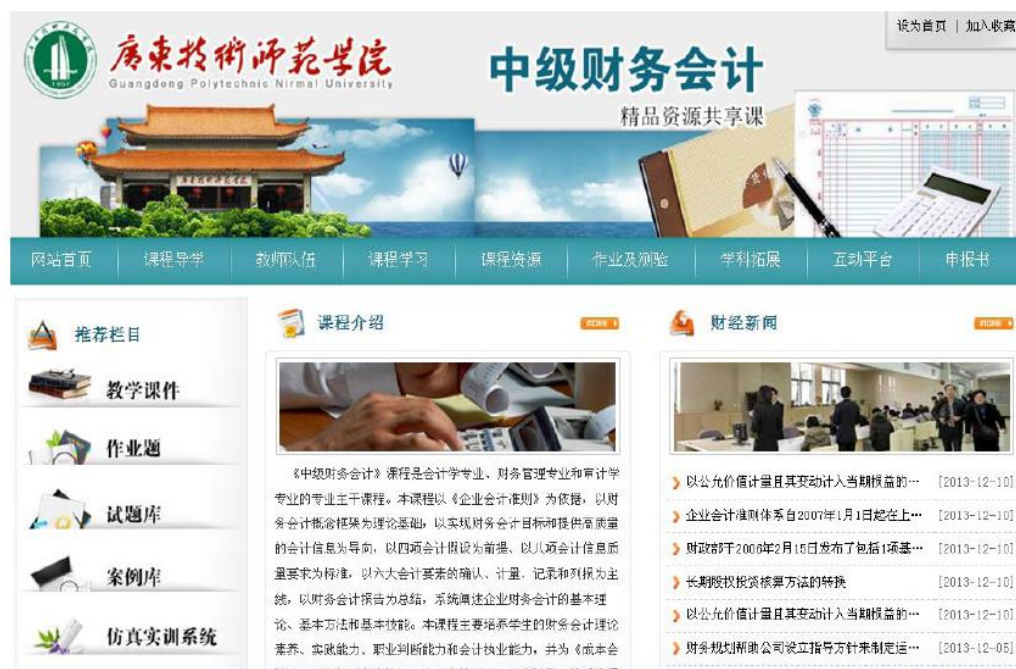 设为首页 | 加入收藏
廣東技術师范学院
Guangdong Polytechnic Nirmal University
中级财务会计
精品资源共享课
网站首页 课程导学 教师队伍 课程学习 课程资源 作业及测验 学科拓展 互动平台 申报书
推荐栏目
教学课件
作业题
试题库
案例库
仿真实训系统
课程介绍 MORE
《中级财务会计》课程是会计学专业、财务管理专业和审计学
专业的专业主干课程。本课程以《企业会计准则》为依据，以财
务会计概念框架为理论基础，以实现财务会计目标和提供高质量
的会计信息为导向，以四项会计假设为前提、以八项会计信息质
量要求为标准，以六大会计要素的确认、计量、记录和列报为主
线，以财务会计报告为总结，系统阐述企业财务会计的基本理
论、基本方法和基本技能。本课程主要培养学生的财务会计理论
素养、实践能力、职业判断能力和会计执业能力，并为《成本会
财经新闻 MORE
以公允价值计量且其变动计入当期损益的… [2013-12-10]
企业会计准则体系自2007年1月1日起在上… [2013-12-10]
财政部于2006年2月15日发布了包括1项基… [2013-12-10]
长期股权投资核算方法的转换 [2013-12-10]
以公允价值计量且其变动计入当期损益的… [2013-12-10]
财务规划帮助公司设立指导方针来制定运… [2013-12-05]